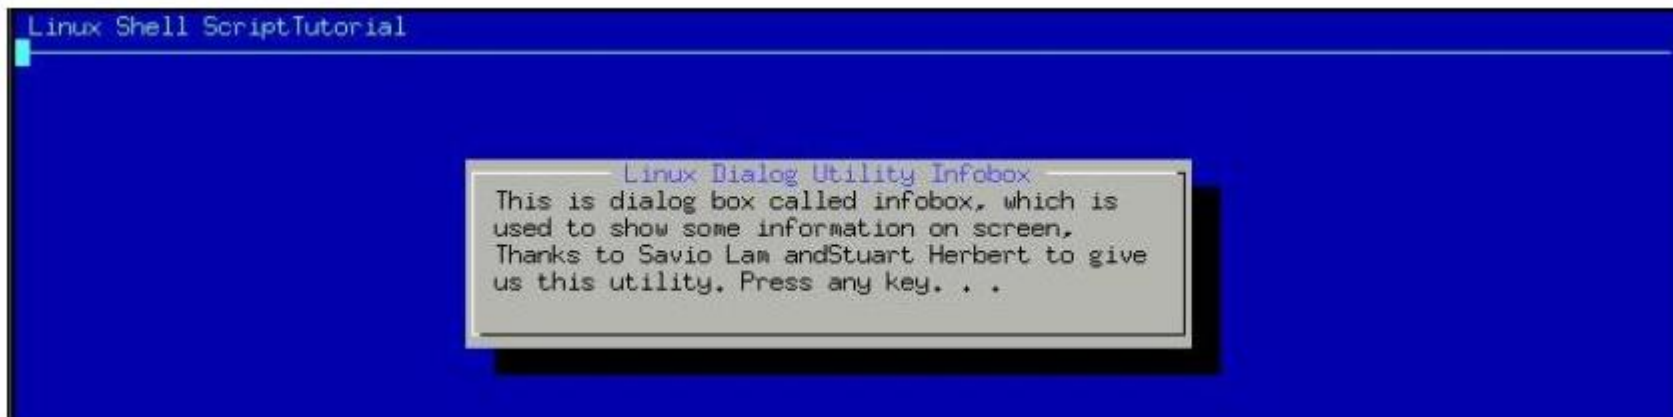 Linux Shell ScriptTutorial
Linux Dialog Utility Infobox
This is dialog box called infobox, which is
used to show some information on screen,
Thanks to Savio Lam andStuart Herbert to give
us this utility. Press any key. . .